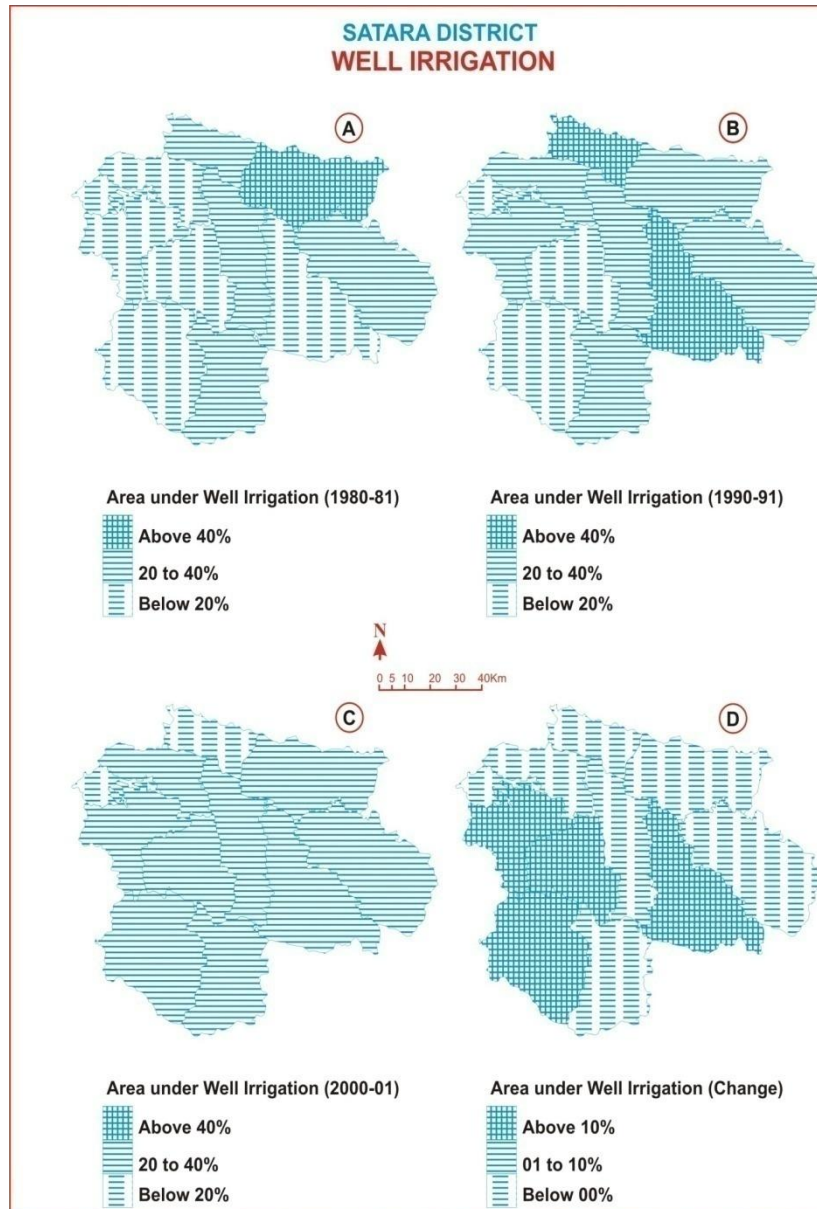 SATARA DISTRICT
WELL IRRIGATION
A
B
Area under Well Irrigation (1980-81)
Above 40%
20 to 40%
Below 20%
Area under Well Irrigation (1990-91)
Above 40%
20 to 40%
Below 20%
N
0 5 10 20 30 40Km
C
D
Area under Well Irrigation (2000-01)
Above 40%
20 to 40%
Below 20%
Area under Well Irrigation (Change)
Above 10%
01 to 10%
Below 00%